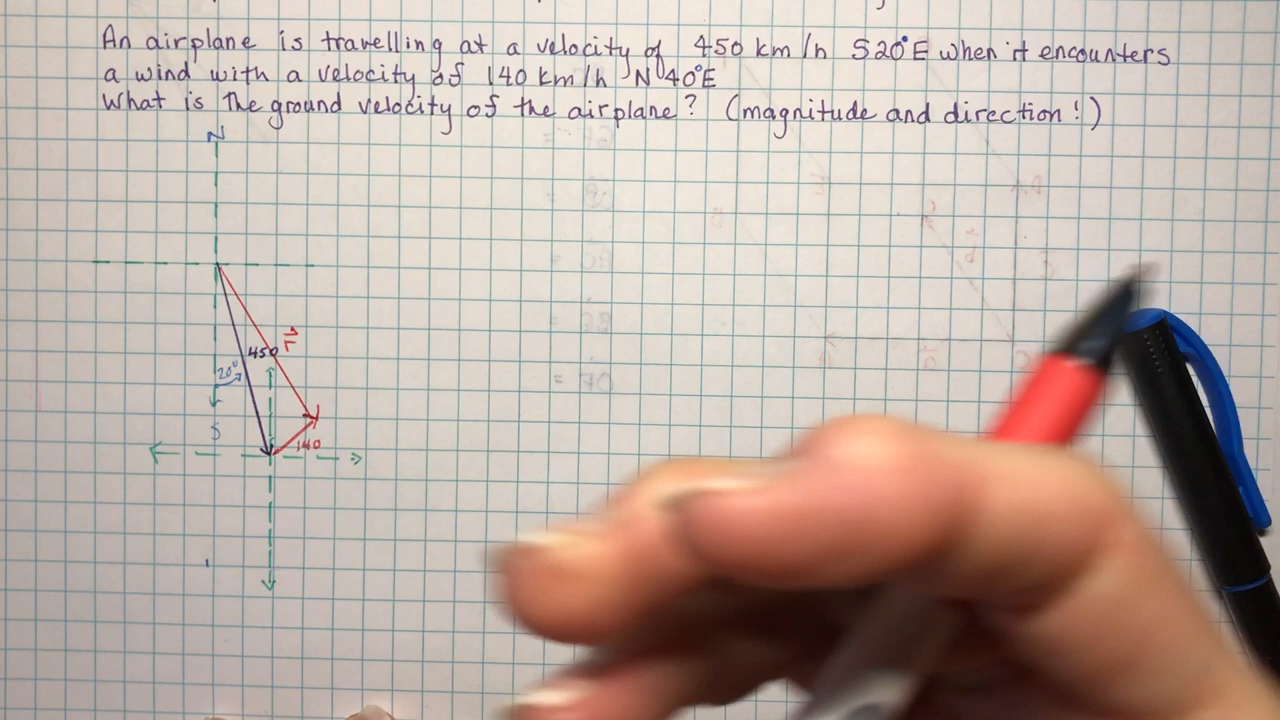 An airplane is travelling at a velocity of 450 km/h S20°E when it encounters
a wind with a velocity of 140 km/h N40°E
What is the ground velocity of the airplane? (magnitude and direction!)
N
450 r
20°
S
140